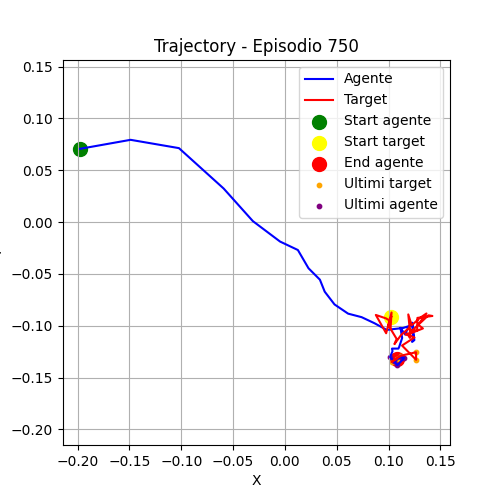 Trajectory - Episodio 750
0.15
0.10
0.05
0.00
−0.05
−0.10
−0.15
−0.20
Agente
Target
Start agente
Start target
End agente
Ultimi target
Ultimi agente
−0.20 −0.15 −0.10 −0.05 0.00 0.05 0.10 0.15
X